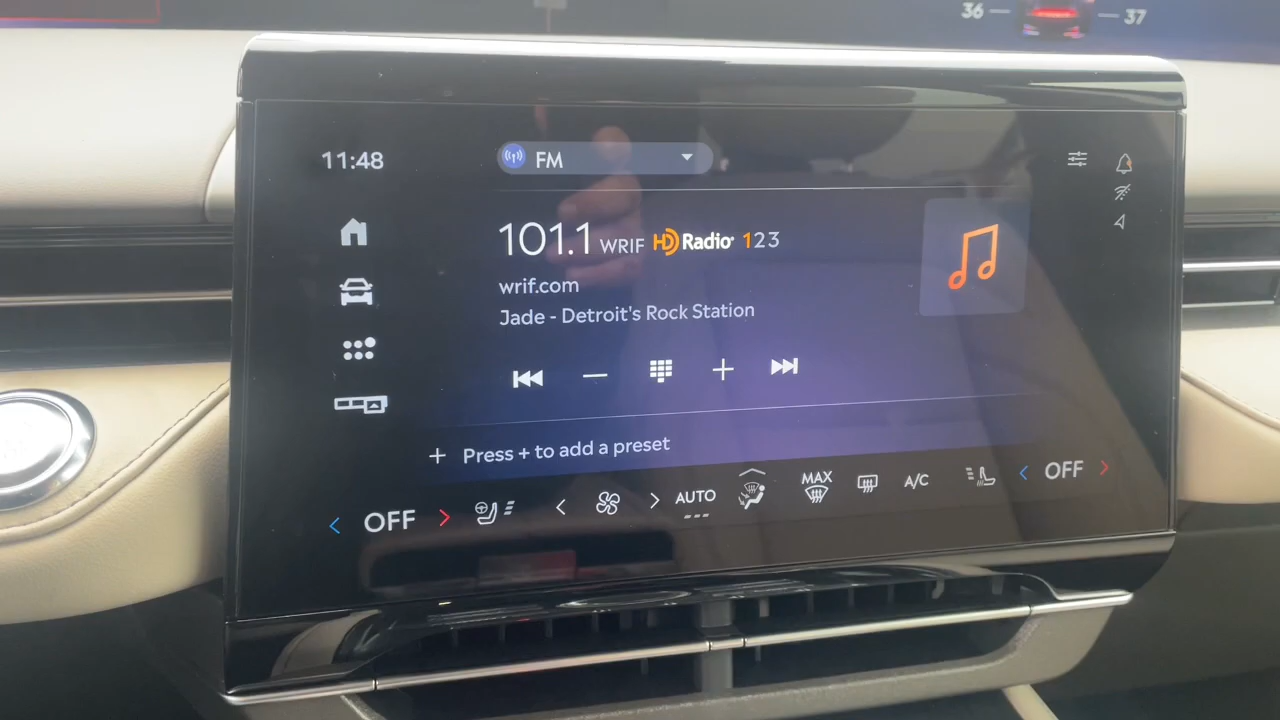 36 37
11:48
FM
101.1 WRIF HD Radio 123
wrif.com
Jade - Detroit's Rock Station
+ Press + to add a preset
OFF AUTO MAX A/C OFF